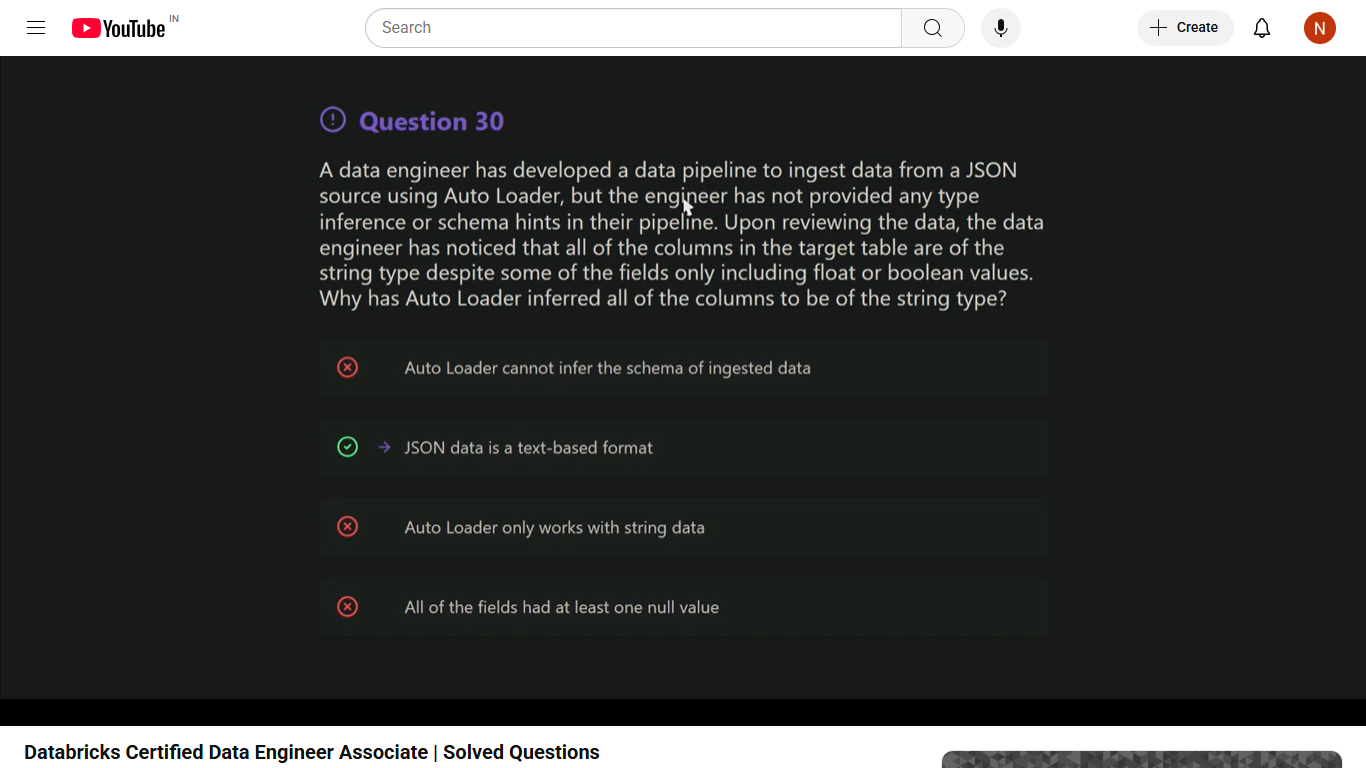 YouTube IN
Search
Create
N
Question 30
A data engineer has developed a data pipeline to ingest data from a JSON
source using Auto Loader, but the engineer has not provided any type
inference or schema hints in their pipeline. Upon reviewing the data, the data
engineer has noticed that all of the columns in the target table are of the
string type despite some of the fields only including float or boolean values.
Why has Auto Loader inferred all of the columns to be of the string type?
Auto Loader cannot infer the schema of ingested data
JSON data is a text-based format
Auto Loader only works with string data
All of the fields had at least one null value
Databricks Certified Data Engineer Associate | Solved Questions